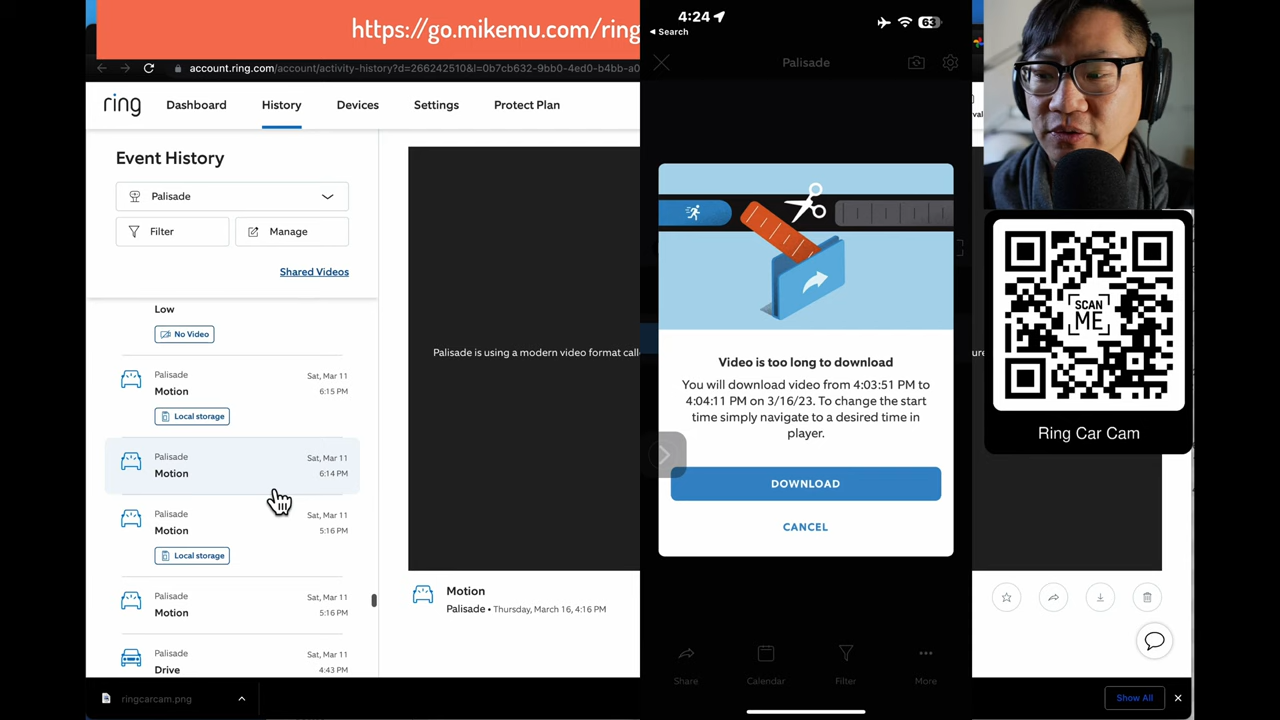 https://go.mikemu.com/ring
account.ring.com/account/activity-history?d=266242510&l=0b7cb632-9bb0-4ed0-b4bb-a0
ring
Dashboard
History
Devices
Settings
Protect Plan
Event History
Palisade
Filter
Manage
Shared Videos
Low
No Video
Palisade
Sat, Mar 11
Motion
6:15 PM
Local storage
Palisade
Sat, Mar 11
Motion
6:14 PM
Palisade
Sat, Mar 11
Motion
5:16 PM
Local storage
Palisade
Sat, Mar 11
Motion
5:16 PM
Palisade
Sat, Mar 11
Drive
4:43 PM
Palisade is using a modern video format call
Motion
Palisade • Thursday, March 16, 4:16 PM
ringcarcam.png
Show All
4:24
63
Search
Palisade
Video is too long to download
You will download video from 4:03:51 PM to
4:04:11 PM on 3/16/23. To change the start
time simply navigate to a desired time in
player.
DOWNLOAD
CANCEL
Share
Calendar
Filter
More
SCAN
ME
Ring Car Cam